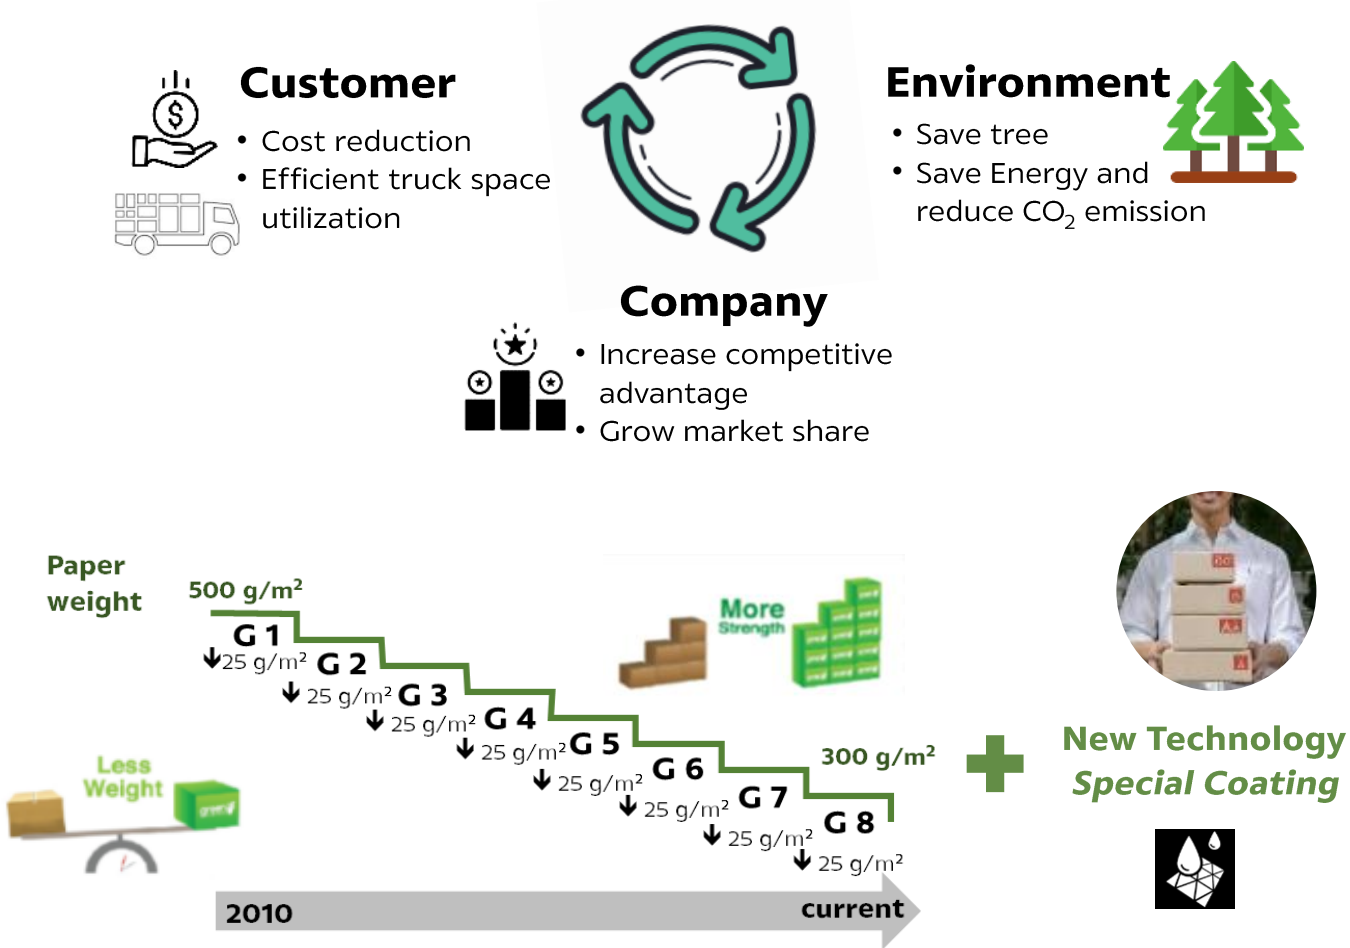 Customer
• Cost reduction
• Efficient truck space
utilization
Environment
• Save tree
• Save Energy and
reduce CO₂ emission
Company
• Increase competitive
advantage
• Grow market share
Paper
weight
500 g/m²
G 1
25 g/m²
G 2
25 g/m²
G 3
25 g/m²
G 4
25 g/m²
G 5
25 g/m²
G 6
25 g/m²
G 7
25 g/m²
G 8
25 g/m²
300 g/m²
More
Strength
Less
Weight
green
New Technology
Special Coating
2010
current